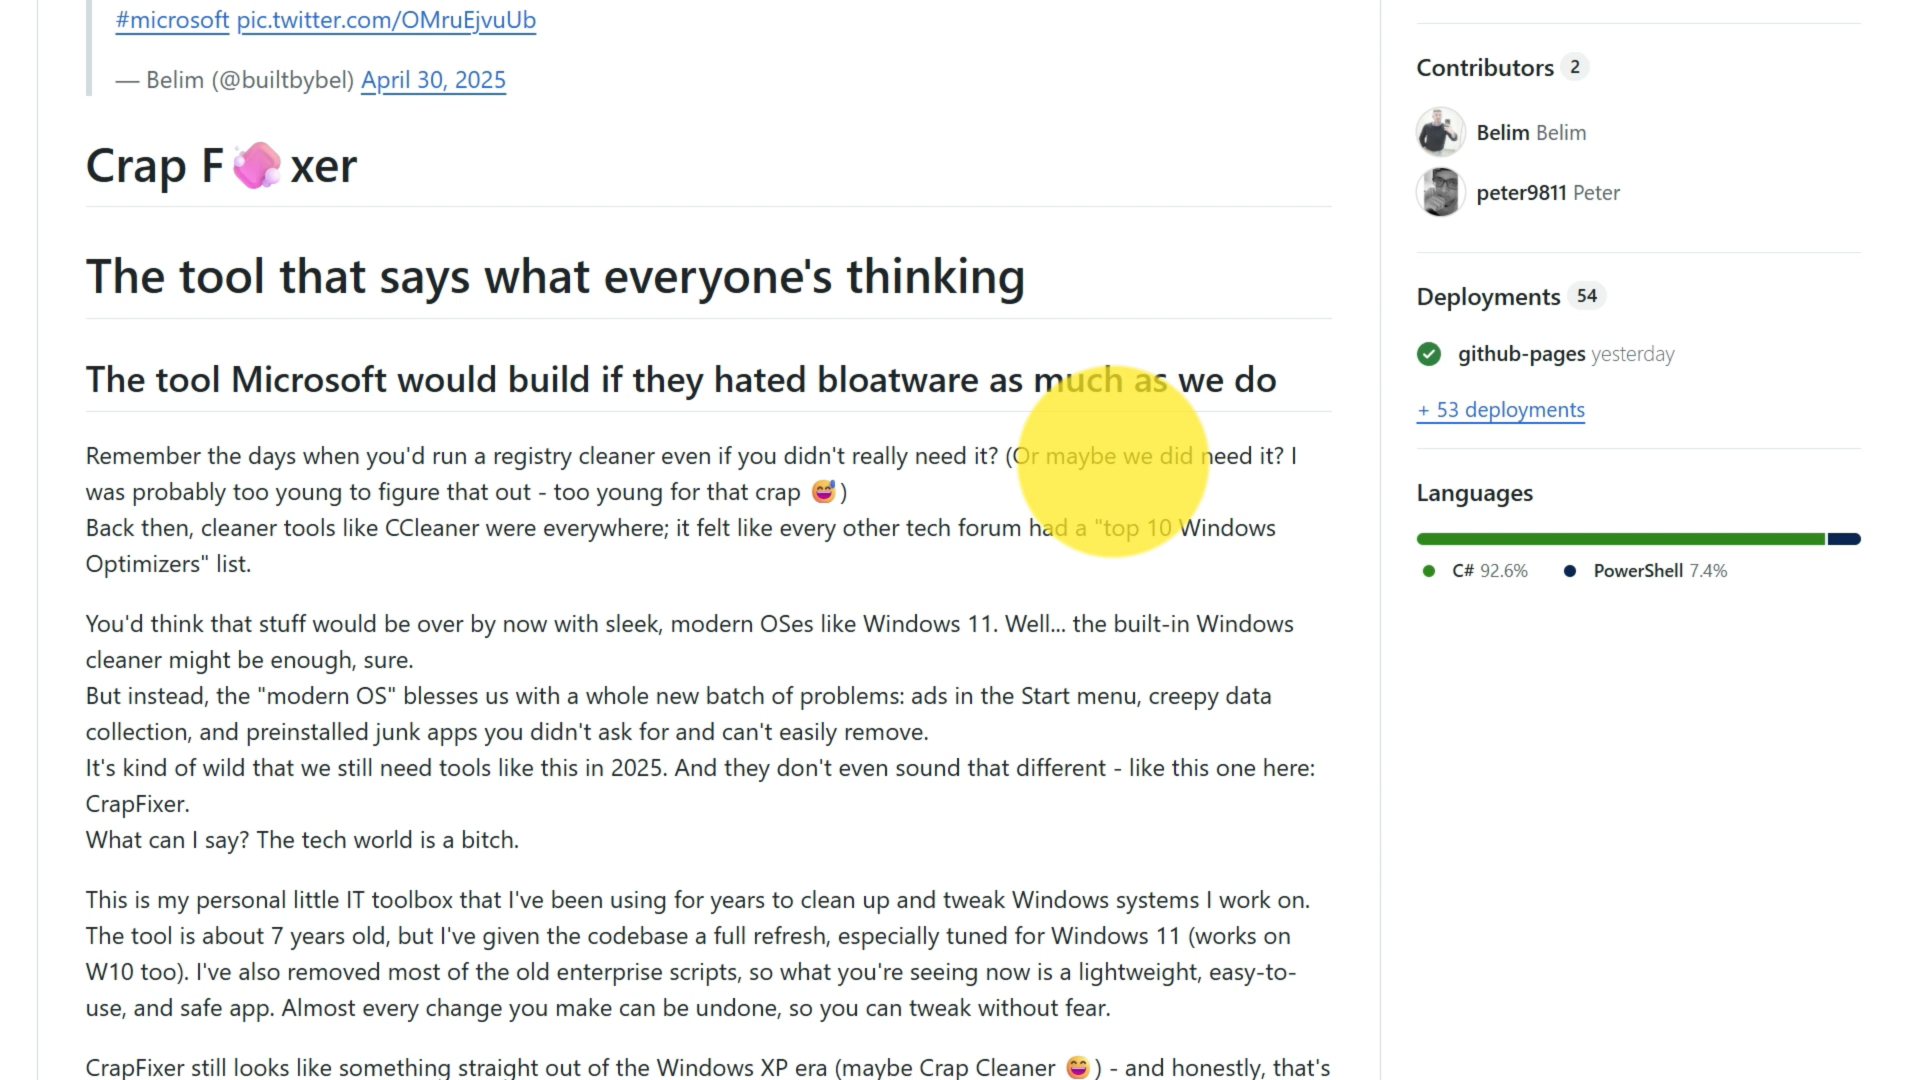 #microsoft pic.twitter.com/OMruEjvuUb
— Belim (@builtbybel) April 30, 2025
Crap F xer
The tool that says what everyone's thinking
The tool Microsoft would build if they hated bloatware as much as we do
Remember the days when you'd run a registry cleaner even if you didn't really need it? (Or maybe we did need it? I
was probably too young to figure that out - too young for that crap 😅)
Back then, cleaner tools like CCleaner were everywhere; it felt like every other tech forum had a "top 10 Windows
Optimizers" list.
You'd think that stuff would be over by now with sleek, modern OSes like Windows 11. Well... the built-in Windows
cleaner might be enough, sure.
But instead, the "modern OS" blesses us with a whole new batch of problems: ads in the Start menu, creepy data
collection, and preinstalled junk apps you didn't ask for and can't easily remove.
It's kind of wild that we still need tools like this in 2025. And they don't even sound that different - like this one here:
CrapFixer.
What can I say? The tech world is a bitch.
This is my personal little IT toolbox that I've been using for years to clean up and tweak Windows systems I work on.
The tool is about 7 years old, but I've given the codebase a full refresh, especially tuned for Windows 11 (works on
W10 too). I've also removed most of the old enterprise scripts, so what you're seeing now is a lightweight, easy-to-
use, and safe app. Almost every change you make can be undone, so you can tweak without fear.
CrapFixer still looks like something straight out of the Windows XP era (maybe Crap Cleaner 😄) - and honestly, that's
Contributors 2
Belim Belim
peter9811 Peter
Deployments 54
github-pages yesterday
+ 53 deployments
Languages
C# 92.6% PowerShell 7.4%